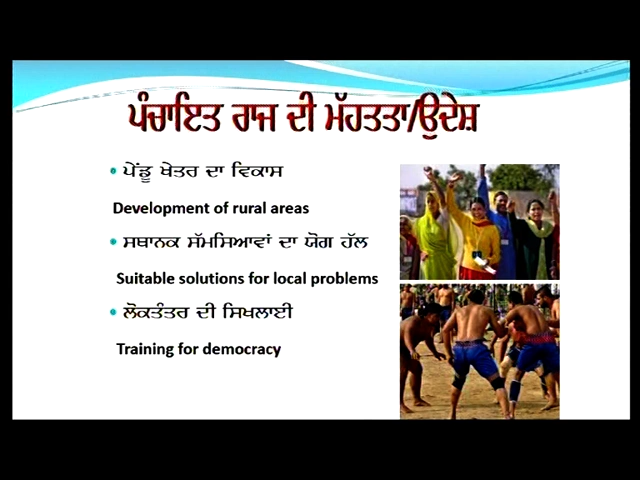 ਪੰਚਾਇਤ ਰਾਜ ਦੀ ਮੱਹਤਤਾ/ਉਦੇਸ਼
ਪੇਂਡੂ ਖੇਤਰ ਦਾ ਵਿਕਾਸ
Development of rural areas
ਸਥਾਨਕ ਸੱਮਸਿਆਵਾਂ ਦਾ ਯੋਗ ਹੱਲ
Suitable solutions for local problems
ਲੋਕਤੰਤਰ ਦੀ ਸਿਖਲਾਈ
Training for democracy